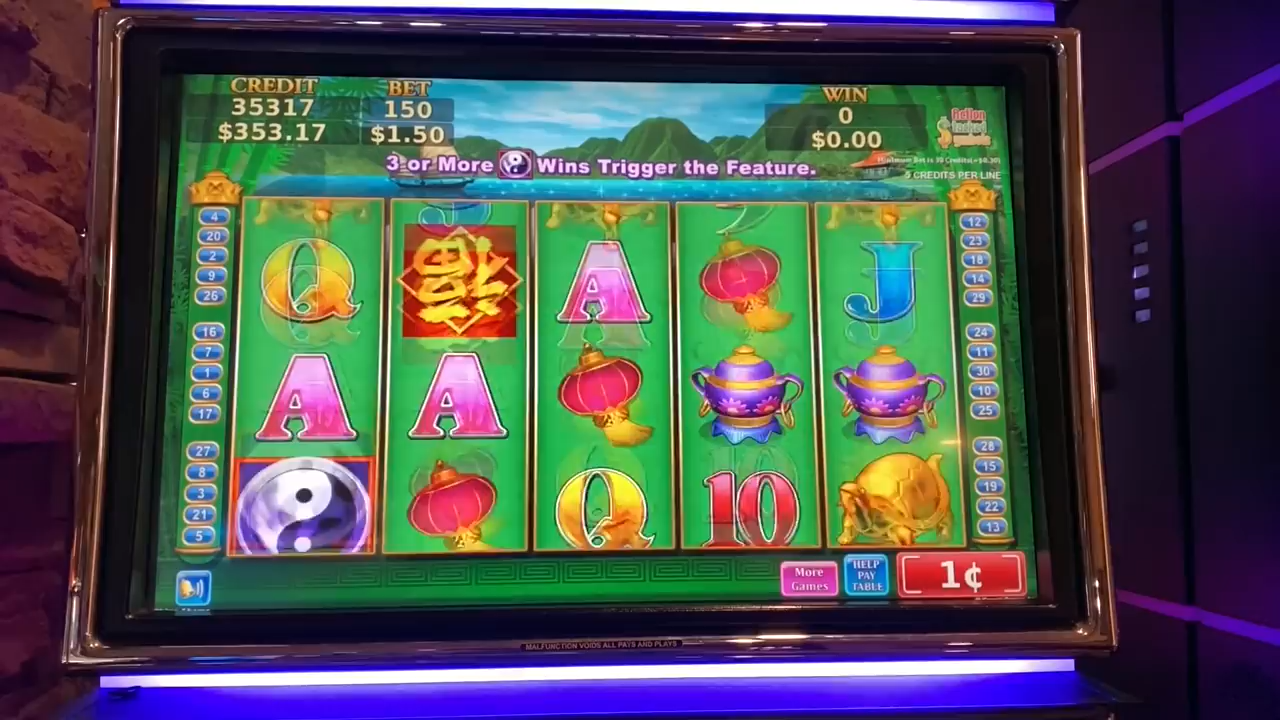 CREDIT
35317
$353.17
BET
150
$1.50
WIN
0
$0.00
3 or More Wins Trigger the Feature.
5 CREDITS PER LINE
4
20
2
9
26
16
7
1
6
17
27
8
3
21
5
Q
福
A
J
A
A
Q
10
12
23
18
14
29
24
11
30
10
25
28
15
19
22
13
More
Games
HELP
PAY
TABLE
1¢
MALFUNCTION VOIDS ALL PAYS AND PLAYS